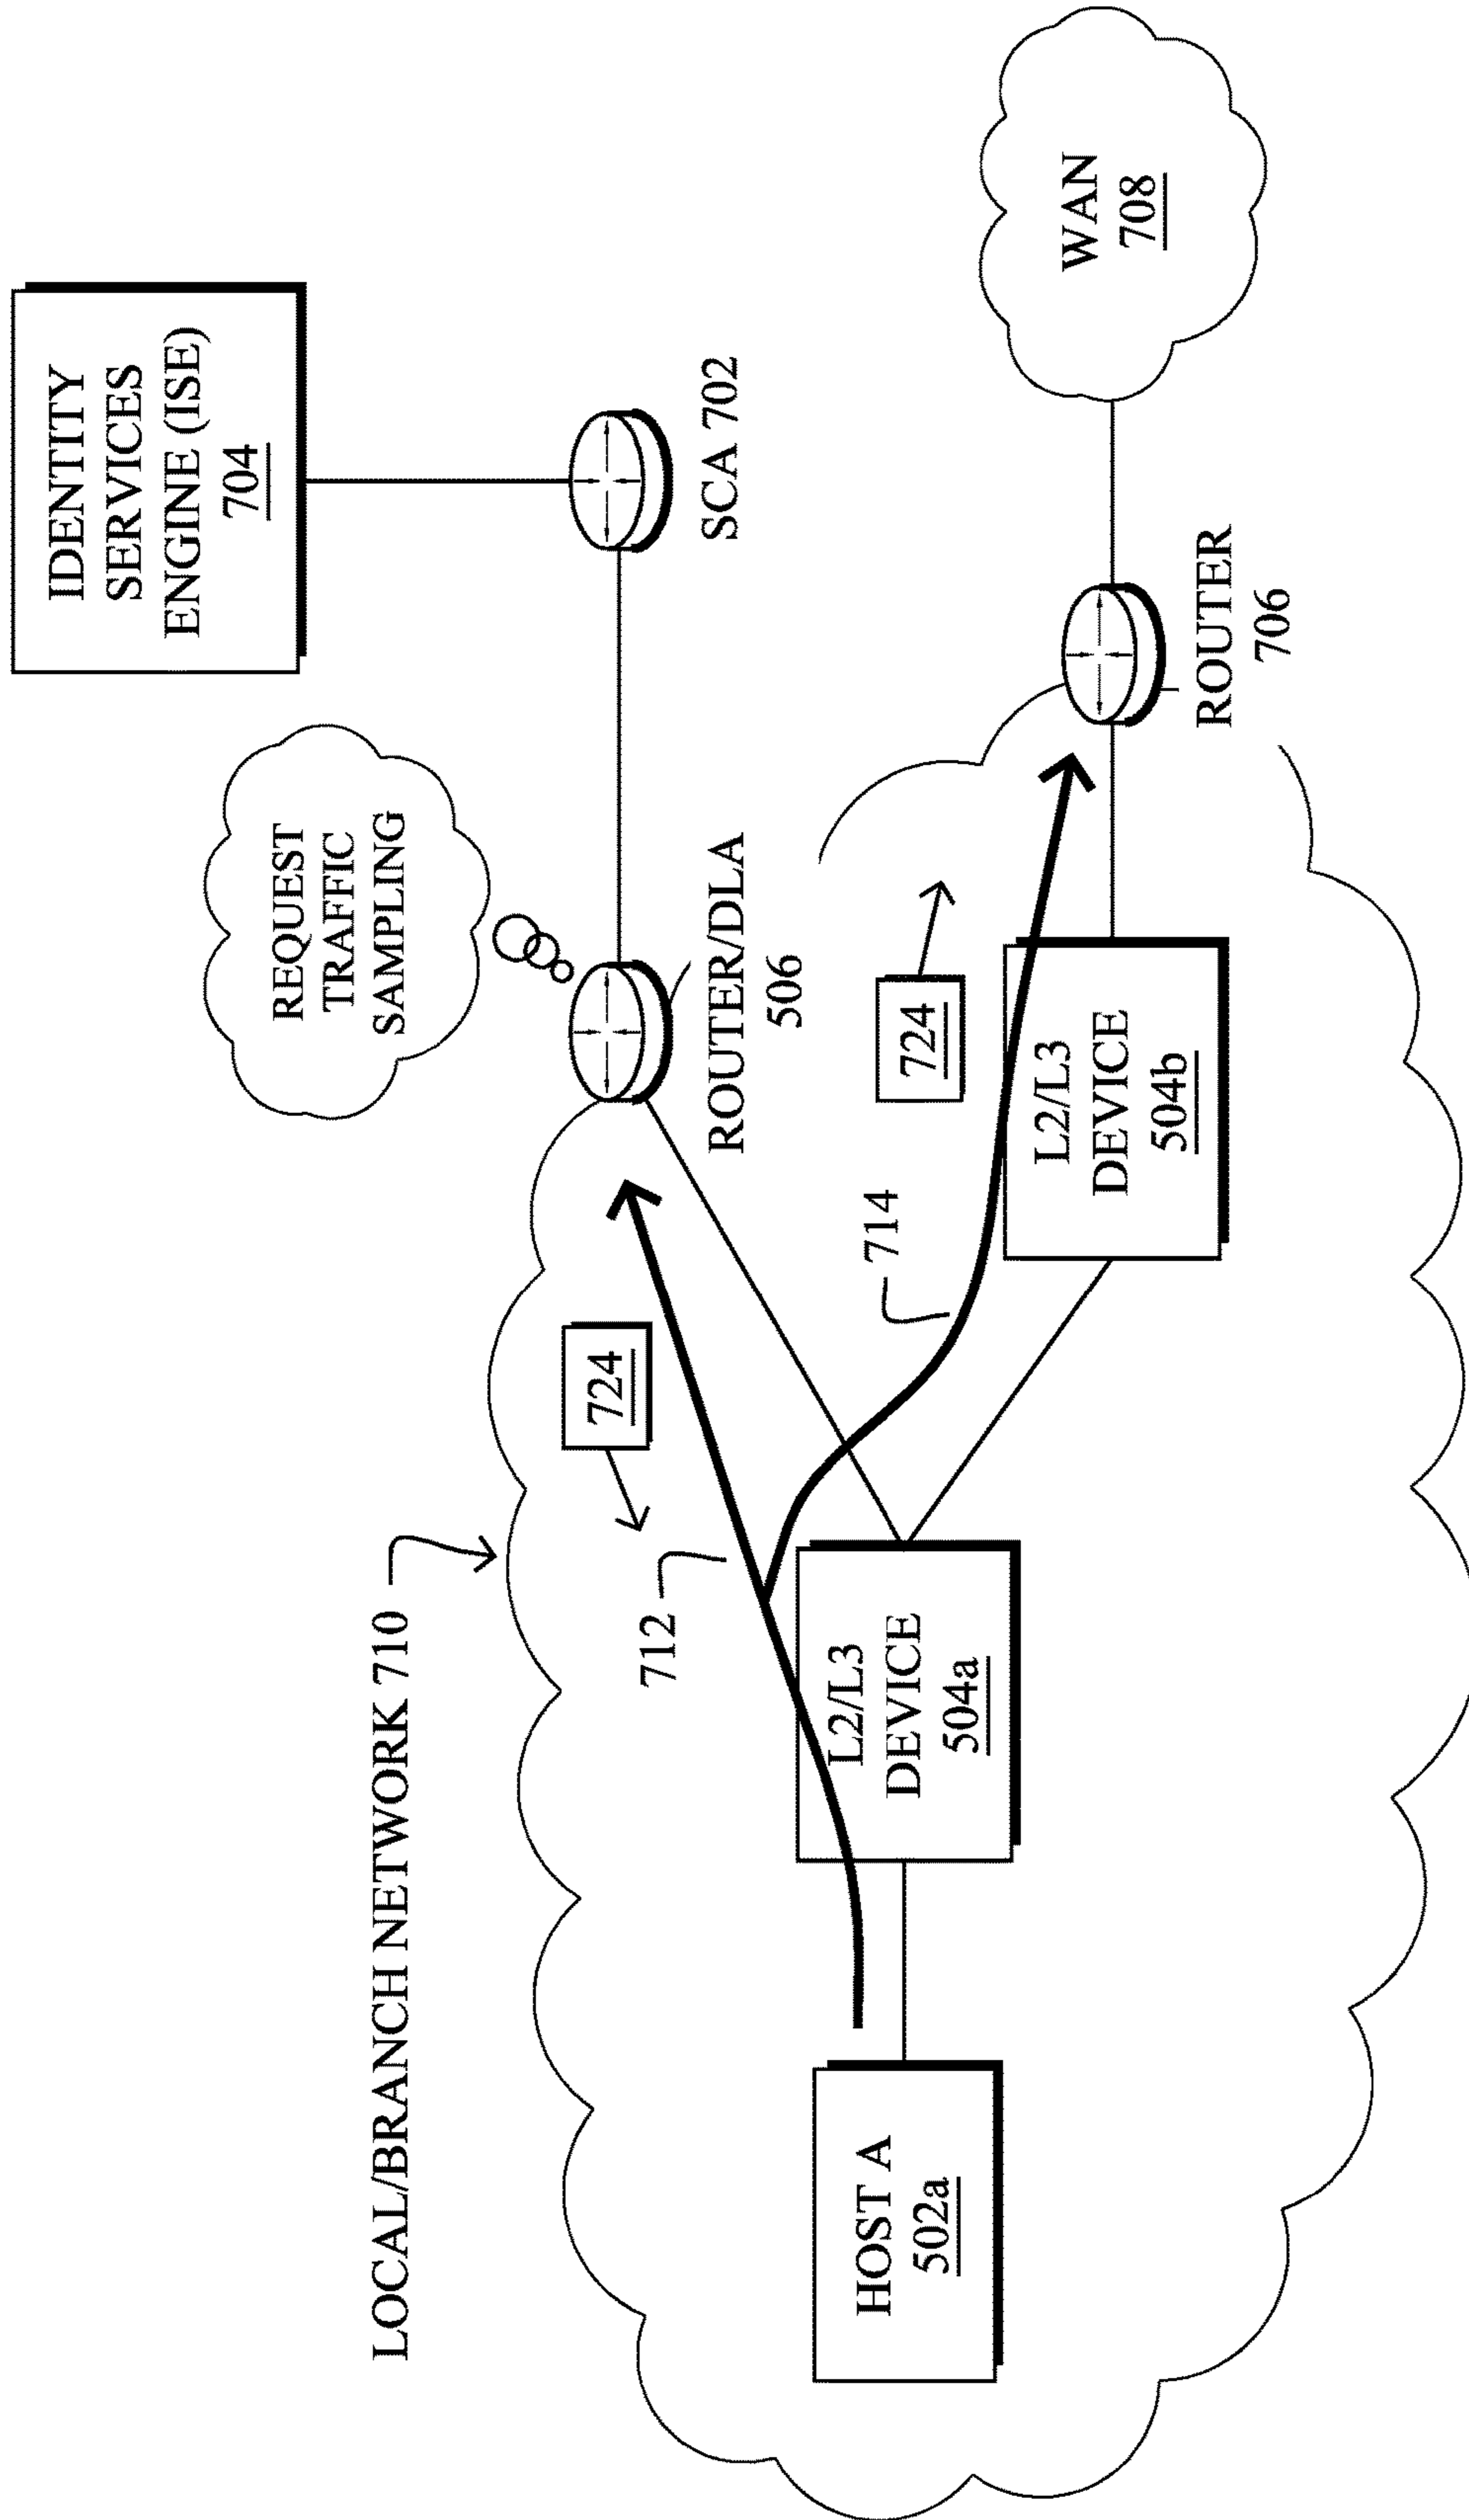 IDENTITY
SERVICES
ENGINE (ISE)
704
REQUEST
TRAFFIC
SAMPLING
LOCAL/BRANCH NETWORK 710
SCA 702
ROUTER/DLA
506
724
712
724
714
HOST A
502a
L2/L3
DEVICE
504a
L2/L3
DEVICE
504b
ROUTER
706
WAN
708